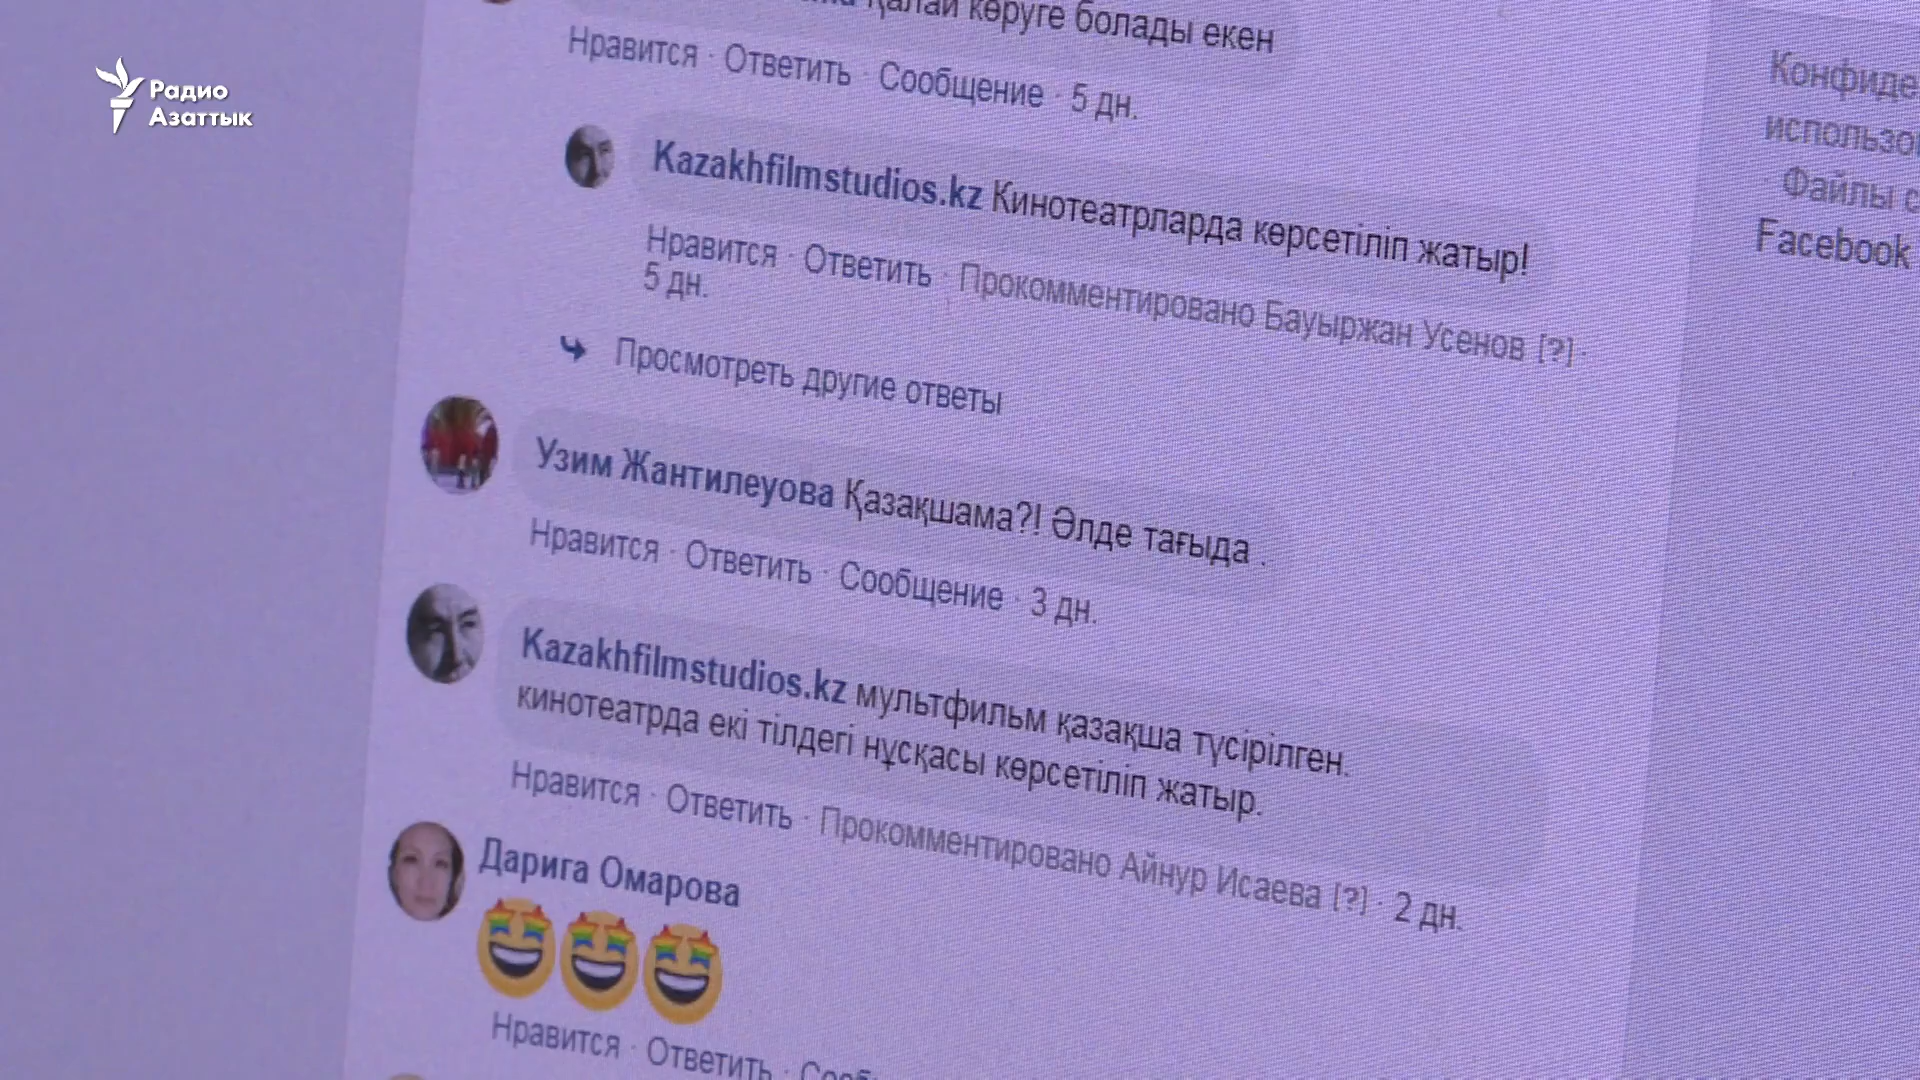 қалай көруге болады екен
Нравится · Ответить · Сообщение · 5 дн.
Радио
Азаттык
Kazakhfilmstudios.kz Кинотеатрларда көрсетіліп жатыр!
Нравится · Ответить · Прокомментировано Бауыржан Усенов [?] ·
5 дн.
Просмотреть другие ответы
Узим Жантилеуова Қазақшама?! Әлде тағыда .
Нравится · Ответить · Сообщение · 3 дн.
Kazakhfilmstudios.kz мультфильм қазақша түсірілген.
кинотеатрда екі тілдегі нұсқасы көрсетіліп жатыр.
Нравится · Ответить · Прокомментировано Айнур Исаева [?] · 2 дн.
Дарига Омарова
🤩🤩🤩
Нравится · Ответить ·
Facebook